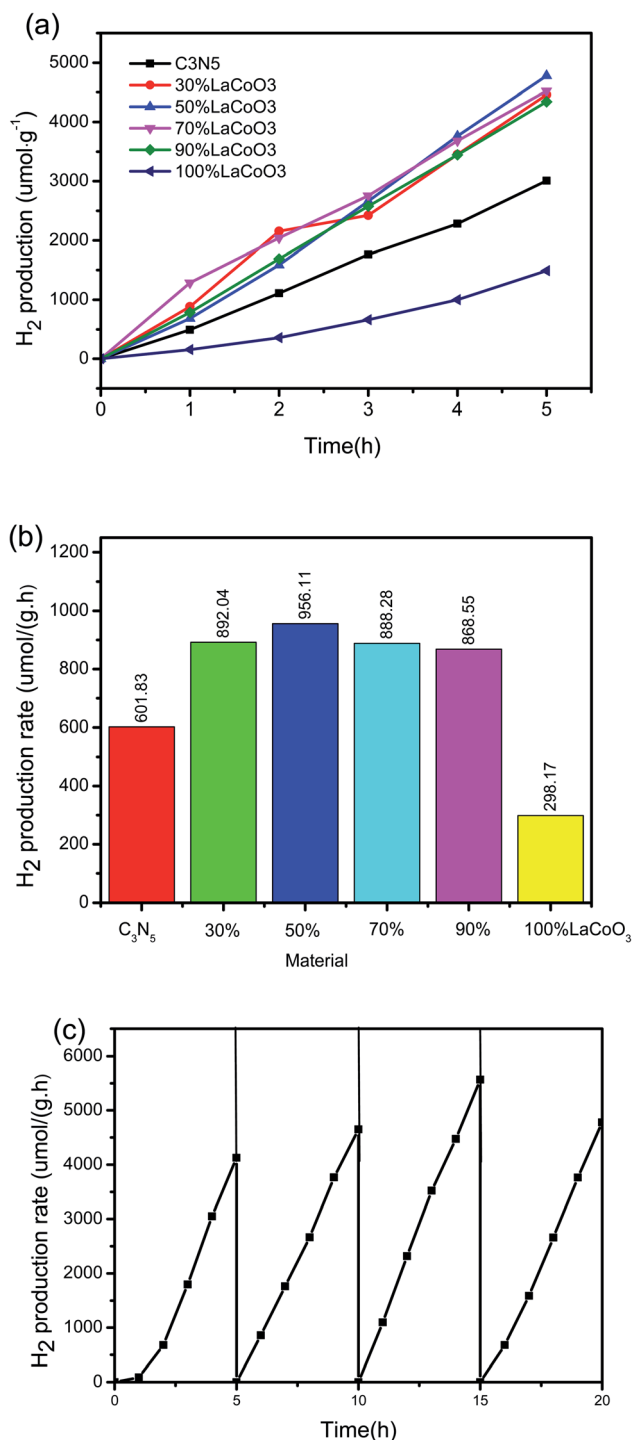 (a)
C3N5
30%LaCoO3
50%LaCoO3
70%LaCoO3
90%LaCoO3
100%LaCoO3
H2 production (umol·g-1)
5000
4000
3000
2000
1000
0
0 1 2 3 4 5
Time(h)
(b)
H2 production rate (umol/(g.h)
1200
1000
800
600
400
200
0
601.83
892.04
956.11
888.28
868.55
298.17
C3N5 30% 50% 70% 90% 100%LaCoO3
Material
(c)
H2 production rate (umol/(g.h)
6000
5000
4000
3000
2000
1000
0
0 5 10 15 20
Time(h)